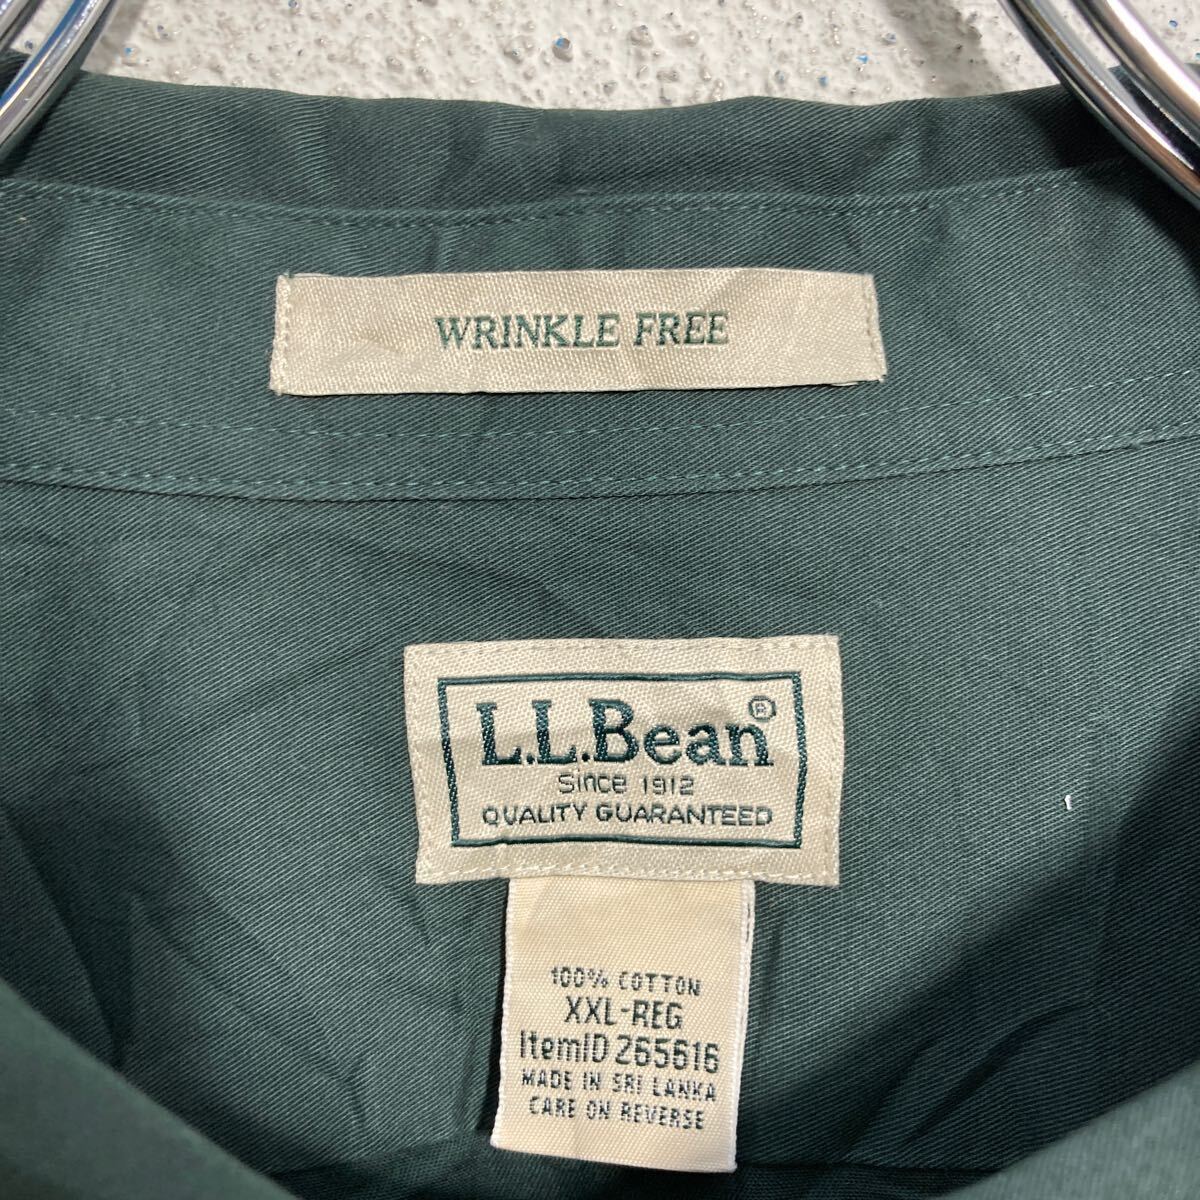 WRINKLE FREE
L.L.Bean®
Since 1912
QUALITY GUARANTEED
100% COTTON
XXL-REG
ItemID 265616
MADE IN SRI LANKA
CARE ON REVERSE